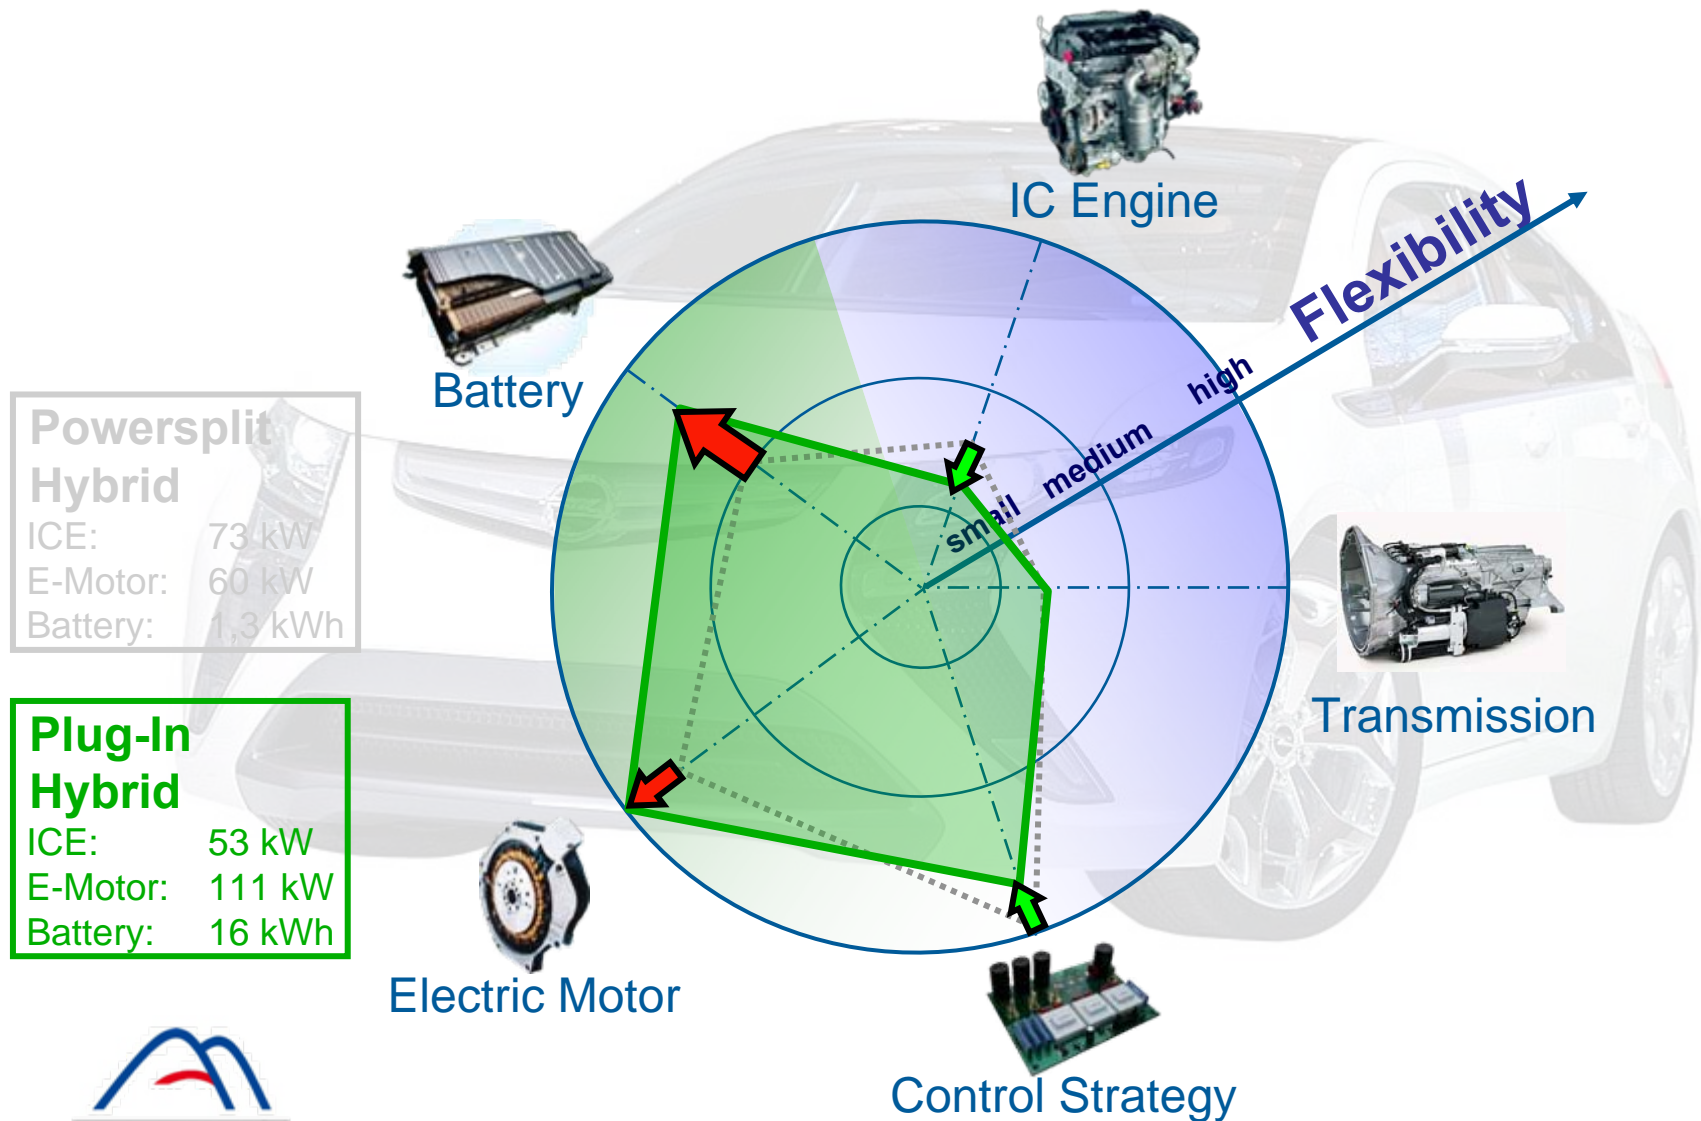 IC Engine
Flexibility
high
medium
small
Battery
Powersplit
Hybrid
ICE: 73 kW
E-Motor: 60 kW
Battery: 1,3 kWh
Transmission
Plug-In
Hybrid
ICE: 53 kW
E-Motor: 111 kW
Battery: 16 kWh
Electric Motor
Control Strategy